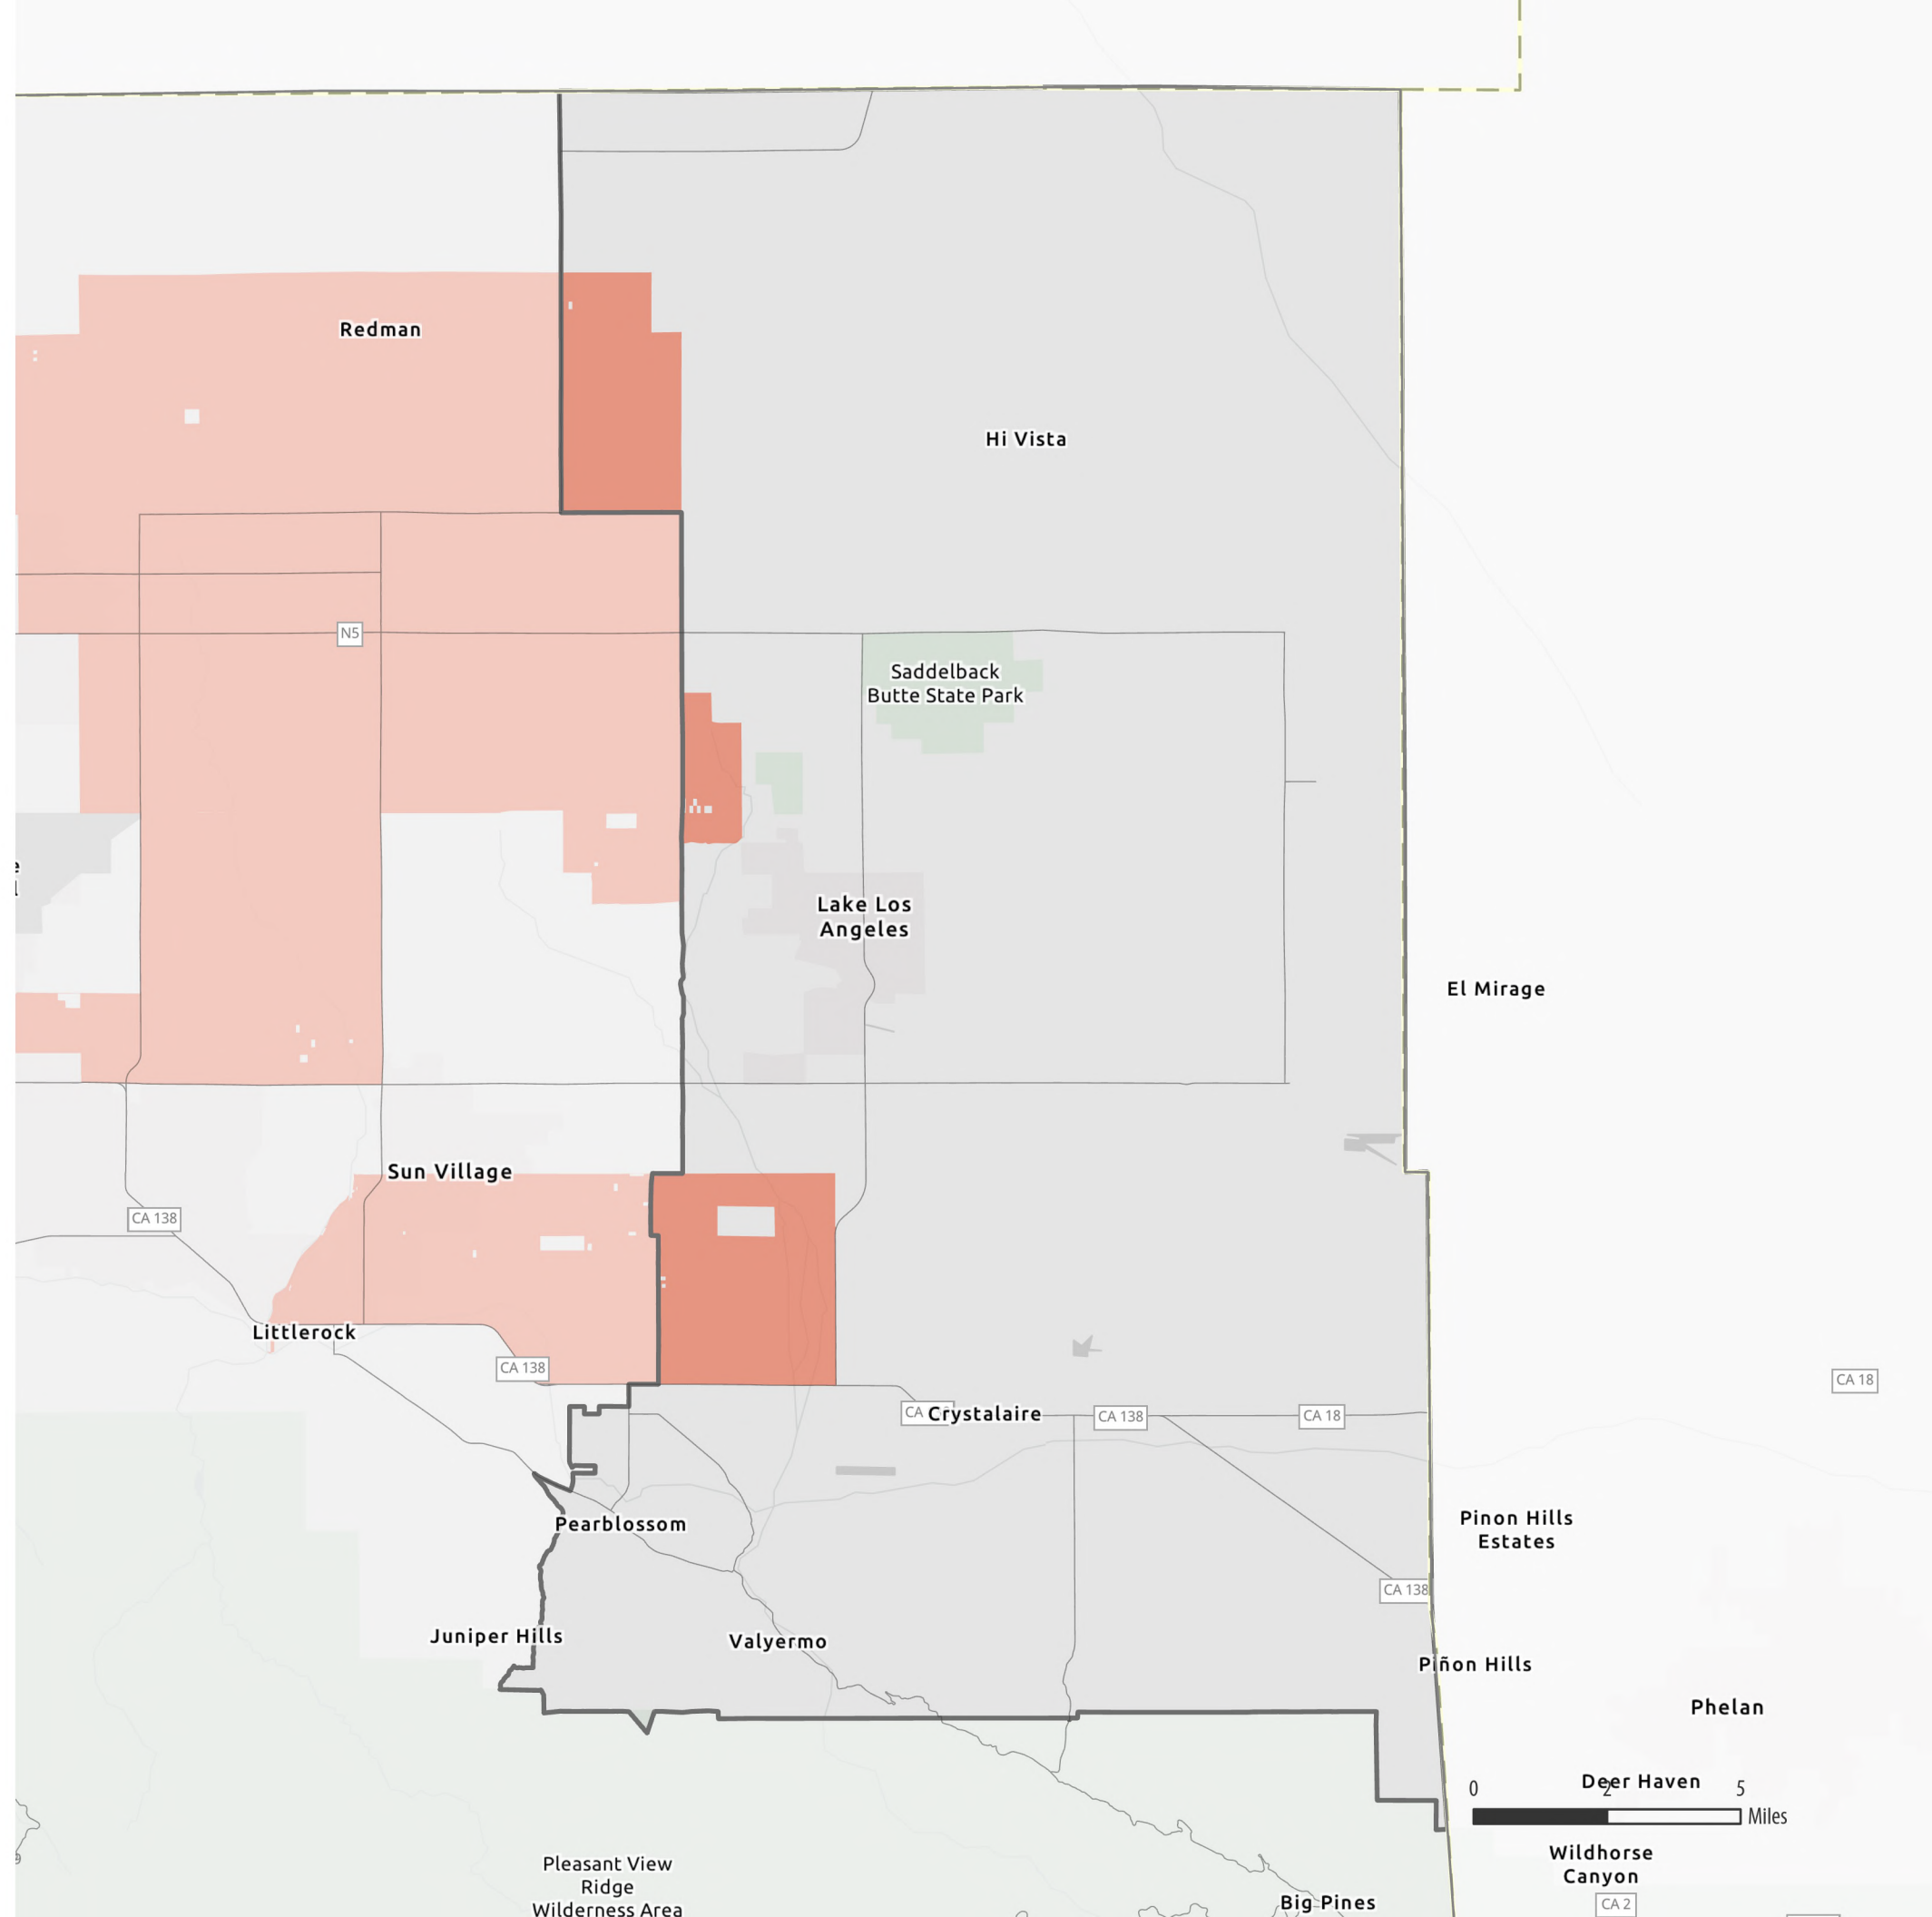 Redman
Hi Vista
N5
Saddelback
Butte State Park
Lake Los
Angeles
El Mirage
Sun Village
CA 138
Littlerock
CA 138
CA 18
CA
Crystalaire
CA 138
CA 18
Pinon Hills
Estates
Pearblossom
CA 138
Juniper Hills
Valyermo
Piñon Hills
Phelan
Deer Haven
0 2 5
Miles
Wildhorse
Canyon
Pleasant View
Ridge
Wilderness Area
Big Pines
CA 2